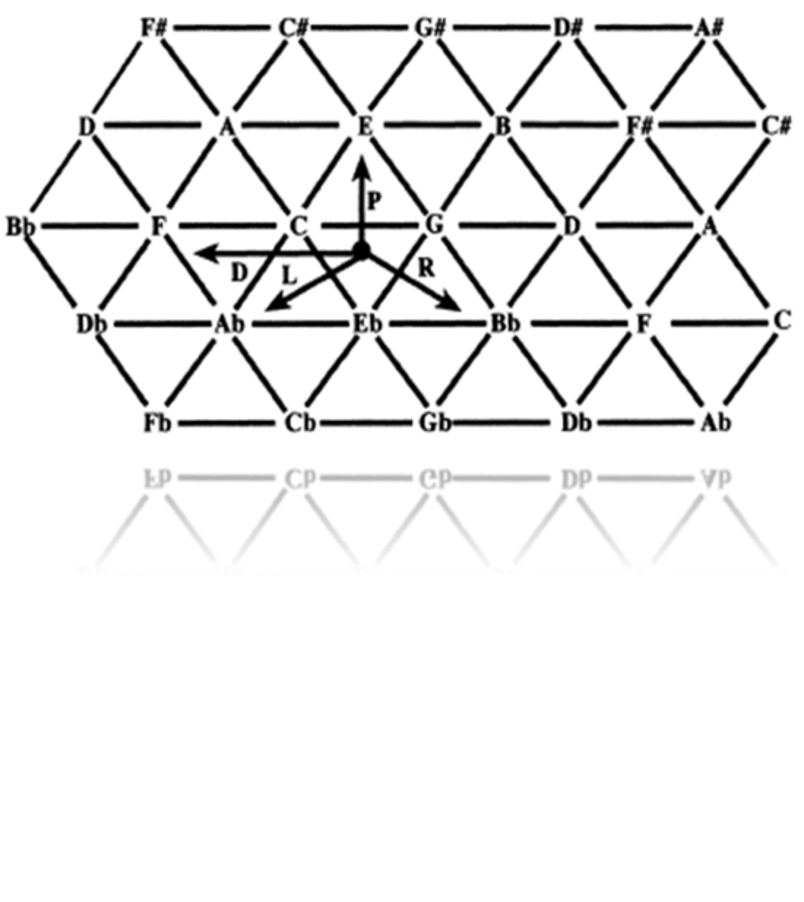 F# C# G# D# A#
D A E B F# C#
P
Bb F C G D A
D L R
Db Ab Eb Bb F C
Fb Cb Gb Db Ab